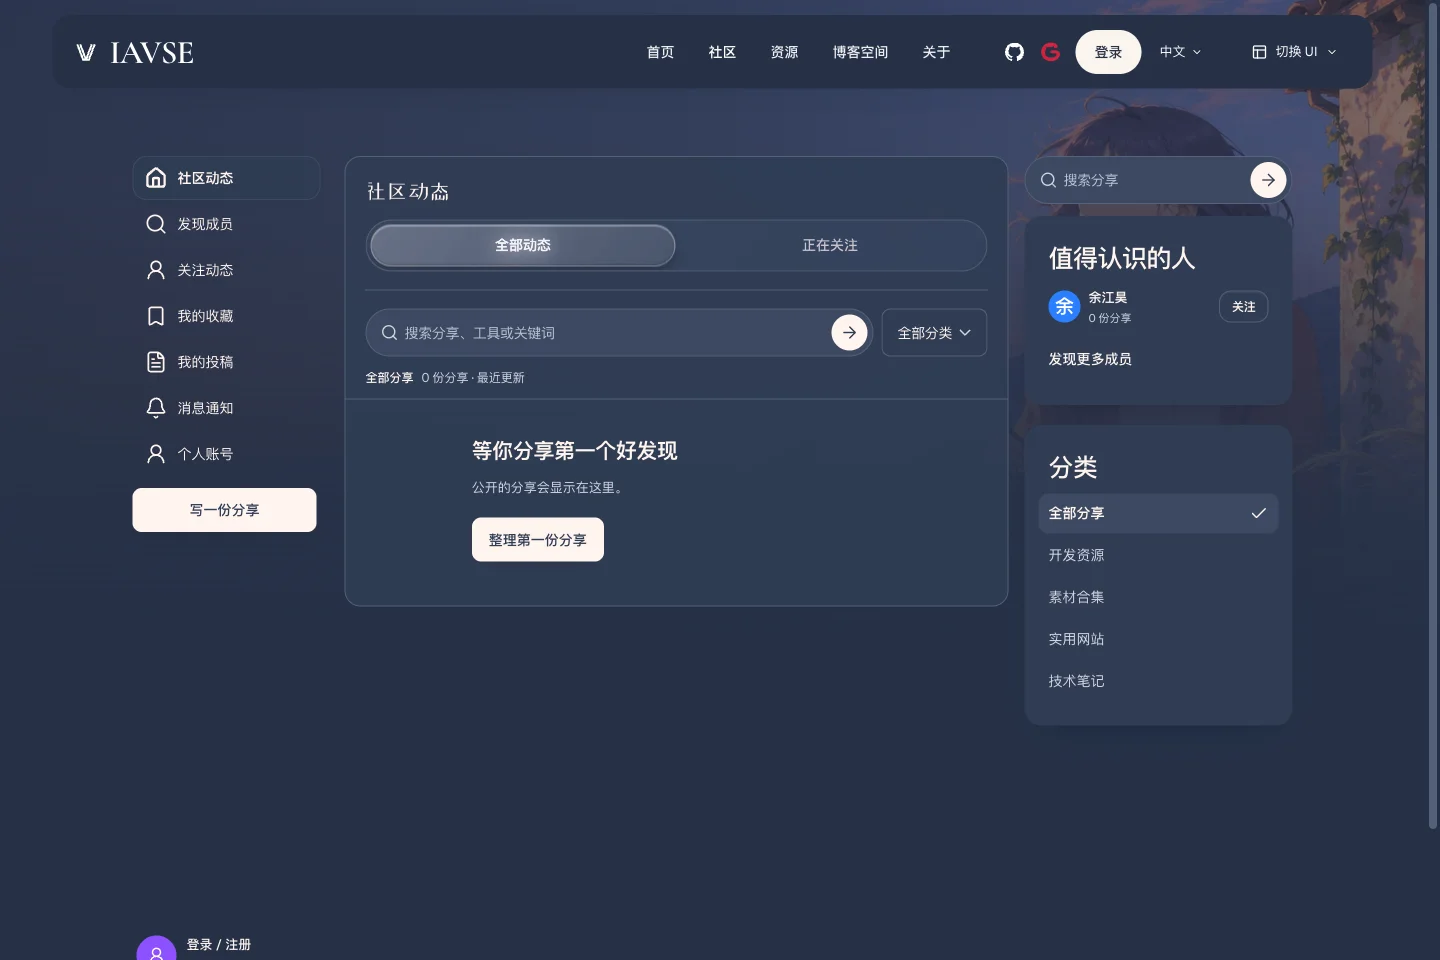 IAVSE
首页
社区
资源
博客空间
关于
登录
中文
切换 UI
社区动态
发现成员
关注动态
我的收藏
我的投稿
消息通知
个人账号
写一份分享
社区动态
全部动态
正在关注
搜索分享、工具或关键词
全部分类
全部分享 0 份分享 · 最近更新
等你分享第一个好发现
公开的分享会显示在这里。
整理第一份分享
搜索分享
值得认识的人
余
余江昊
0 份分享
关注
发现更多成员
分类
全部分享
开发资源
素材合集
实用网站
技术笔记
登录 / 注册